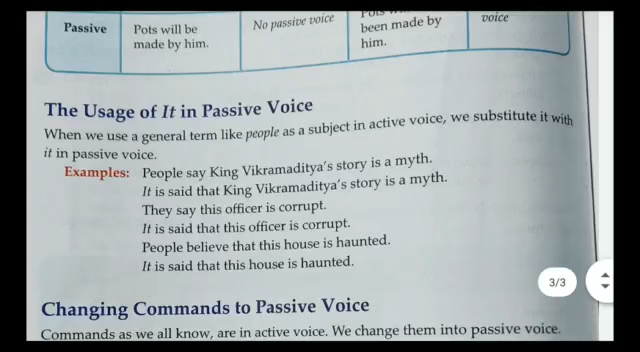 Passive
Pots will be
made by him.
No passive voice
been made by
him.
voice
The Usage of It in Passive Voice
When we use a general term like people as a subject in active voice, we substitute it with
it in passive voice.
Examples: People say King Vikramaditya's story is a myth.
It is said that King Vikramaditya's story is a myth.
They say this officer is corrupt.
It is said that this officer is corrupt.
People believe that this house is haunted.
It is said that this house is haunted.
3/3
Changing Commands to Passive Voice
Commands as we all know, are in active voice. We change them into passive voice.